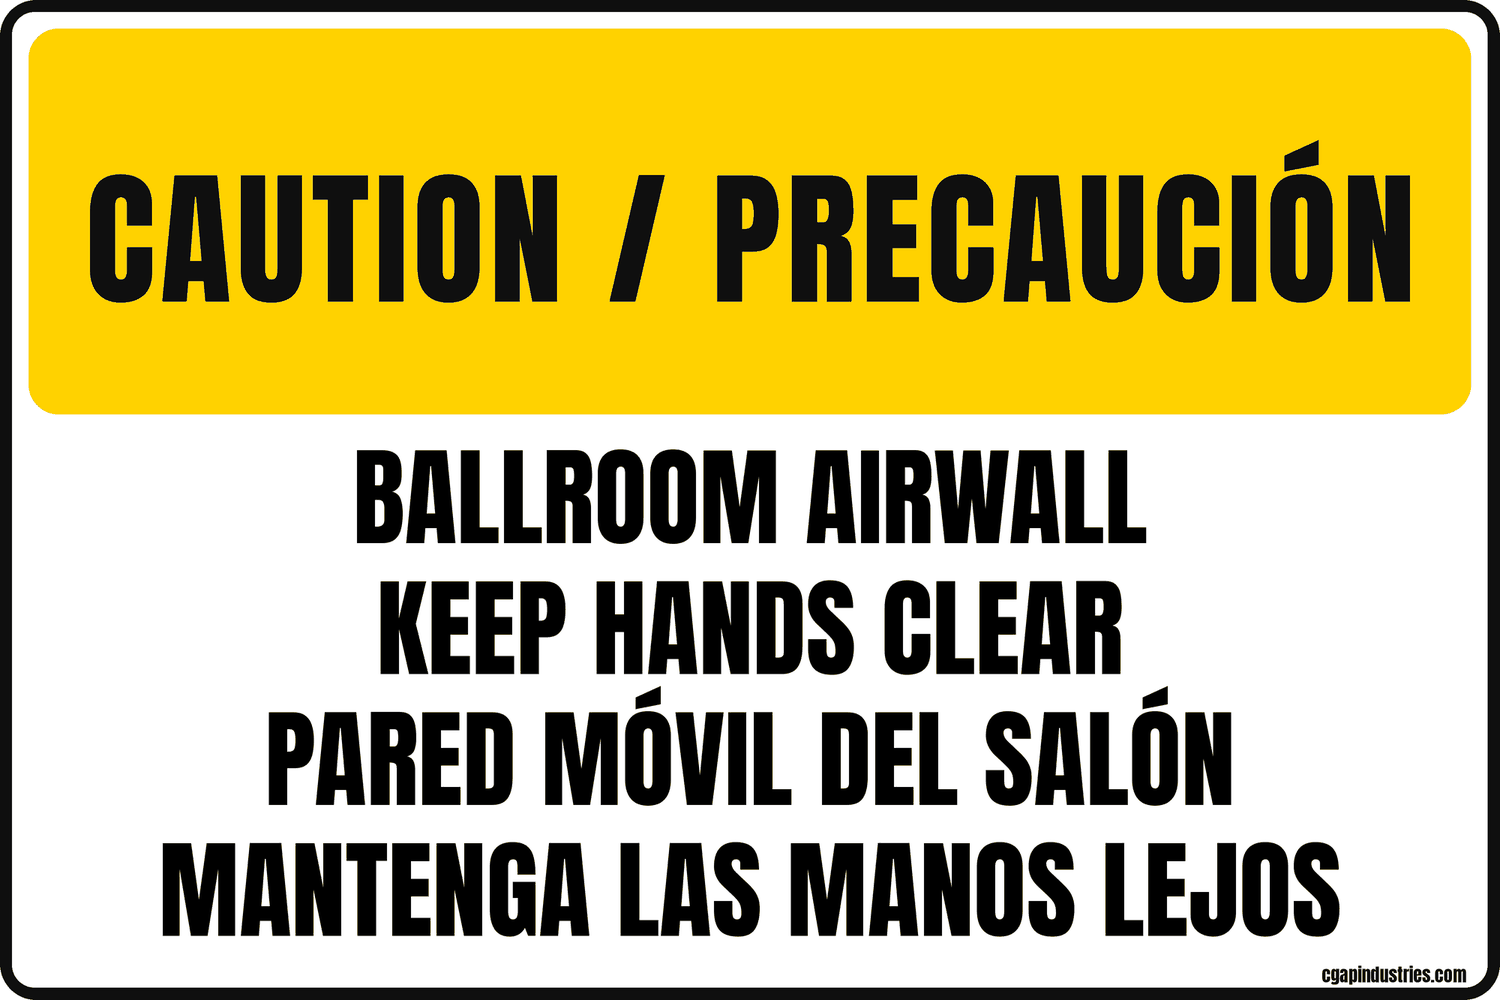 CAUTION / PRECAUCIÓN
BALLROOM AIRWALL
KEEP HANDS CLEAR
PARED MÓVIL DEL SALÓN
MANTENGA LAS MANOS LEJOS
cgapindustries.com